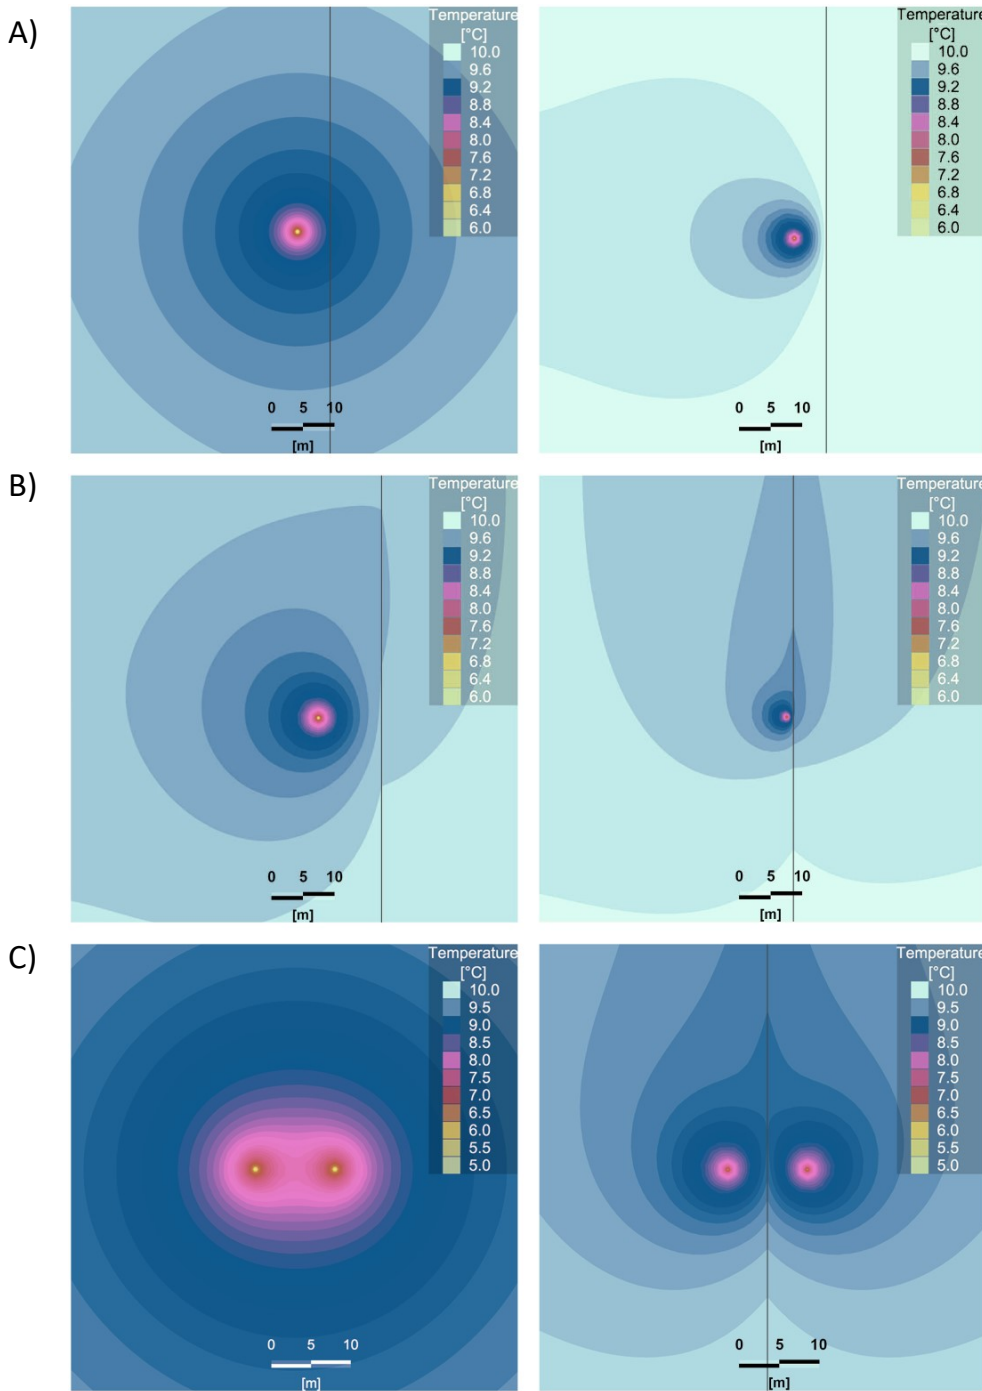 A)
Temperature
[°C]
10.0
9.6
9.2
8.8
8.4
8.0
7.6
7.2
6.8
6.4
6.0
0 5 10
[m]
Temperature
[°C]
10.0
9.6
9.2
8.8
8.4
8.0
7.6
7.2
6.8
6.4
6.0
0 5 10
[m]
B)
Temperature
[°C]
10.0
9.6
9.2
8.8
8.4
8.0
7.6
7.2
6.8
6.4
6.0
0 5 10
[m]
Temperature
[°C]
10.0
9.6
9.2
8.8
8.4
8.0
7.6
7.2
6.8
6.4
6.0
0 5 10
[m]
C)
Temperature
[°C]
10.0
9.5
9.0
8.5
8.0
7.5
7.0
6.5
6.0
5.5
5.0
0 5 10
[m]
Temperature
[°C]
10.0
9.5
9.0
8.5
8.0
7.5
7.0
6.5
6.0
5.5
5.0
0 5 10
[m]